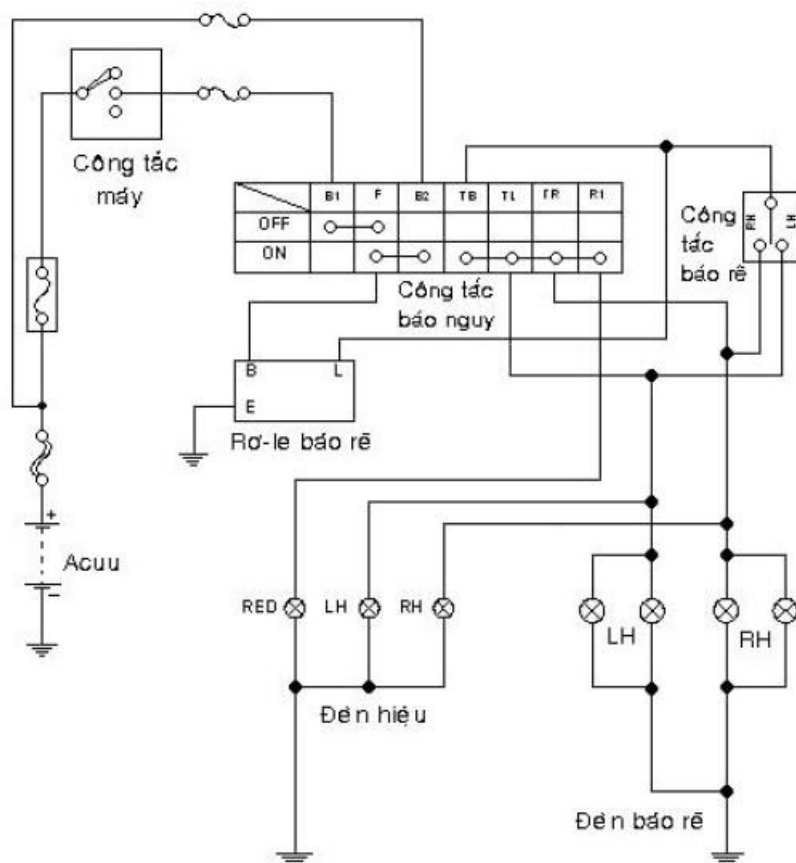 Công tắc
máy
B1 F B2 TB TL TR R1
OFF
ON
Công tắc
báo nguy
RH
LH
Công
tắc
báo rẽ
B L
E
Rơ-le báo rẽ
+
Acuu
-
RED LH RH
Đèn hiệu
LH
RH
Đèn báo rẽ